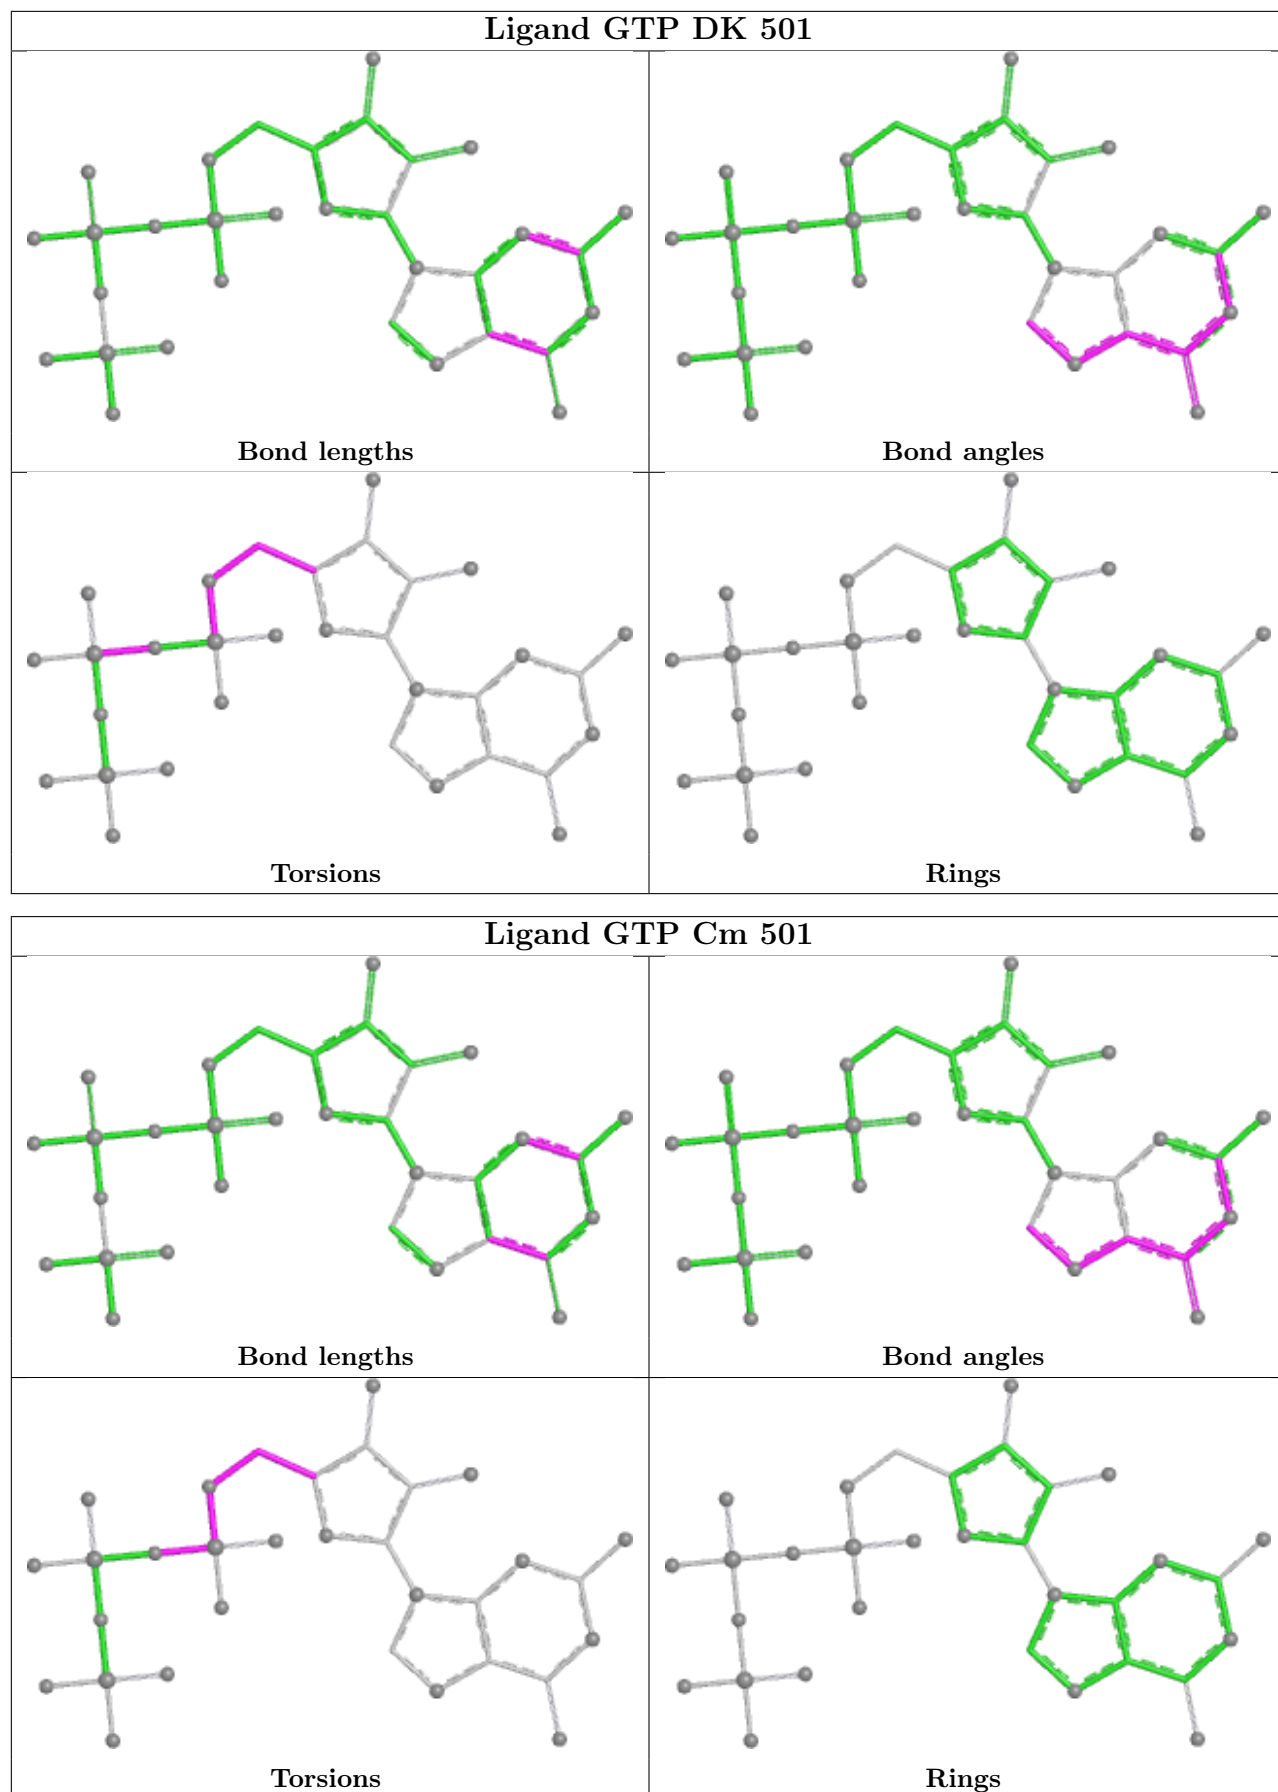 Ligand GTP DK 501
Bond lengths
Bond angles
Torsions
Rings
Ligand GTP Cm 501
Bond lengths
Bond angles
Torsions
Rings